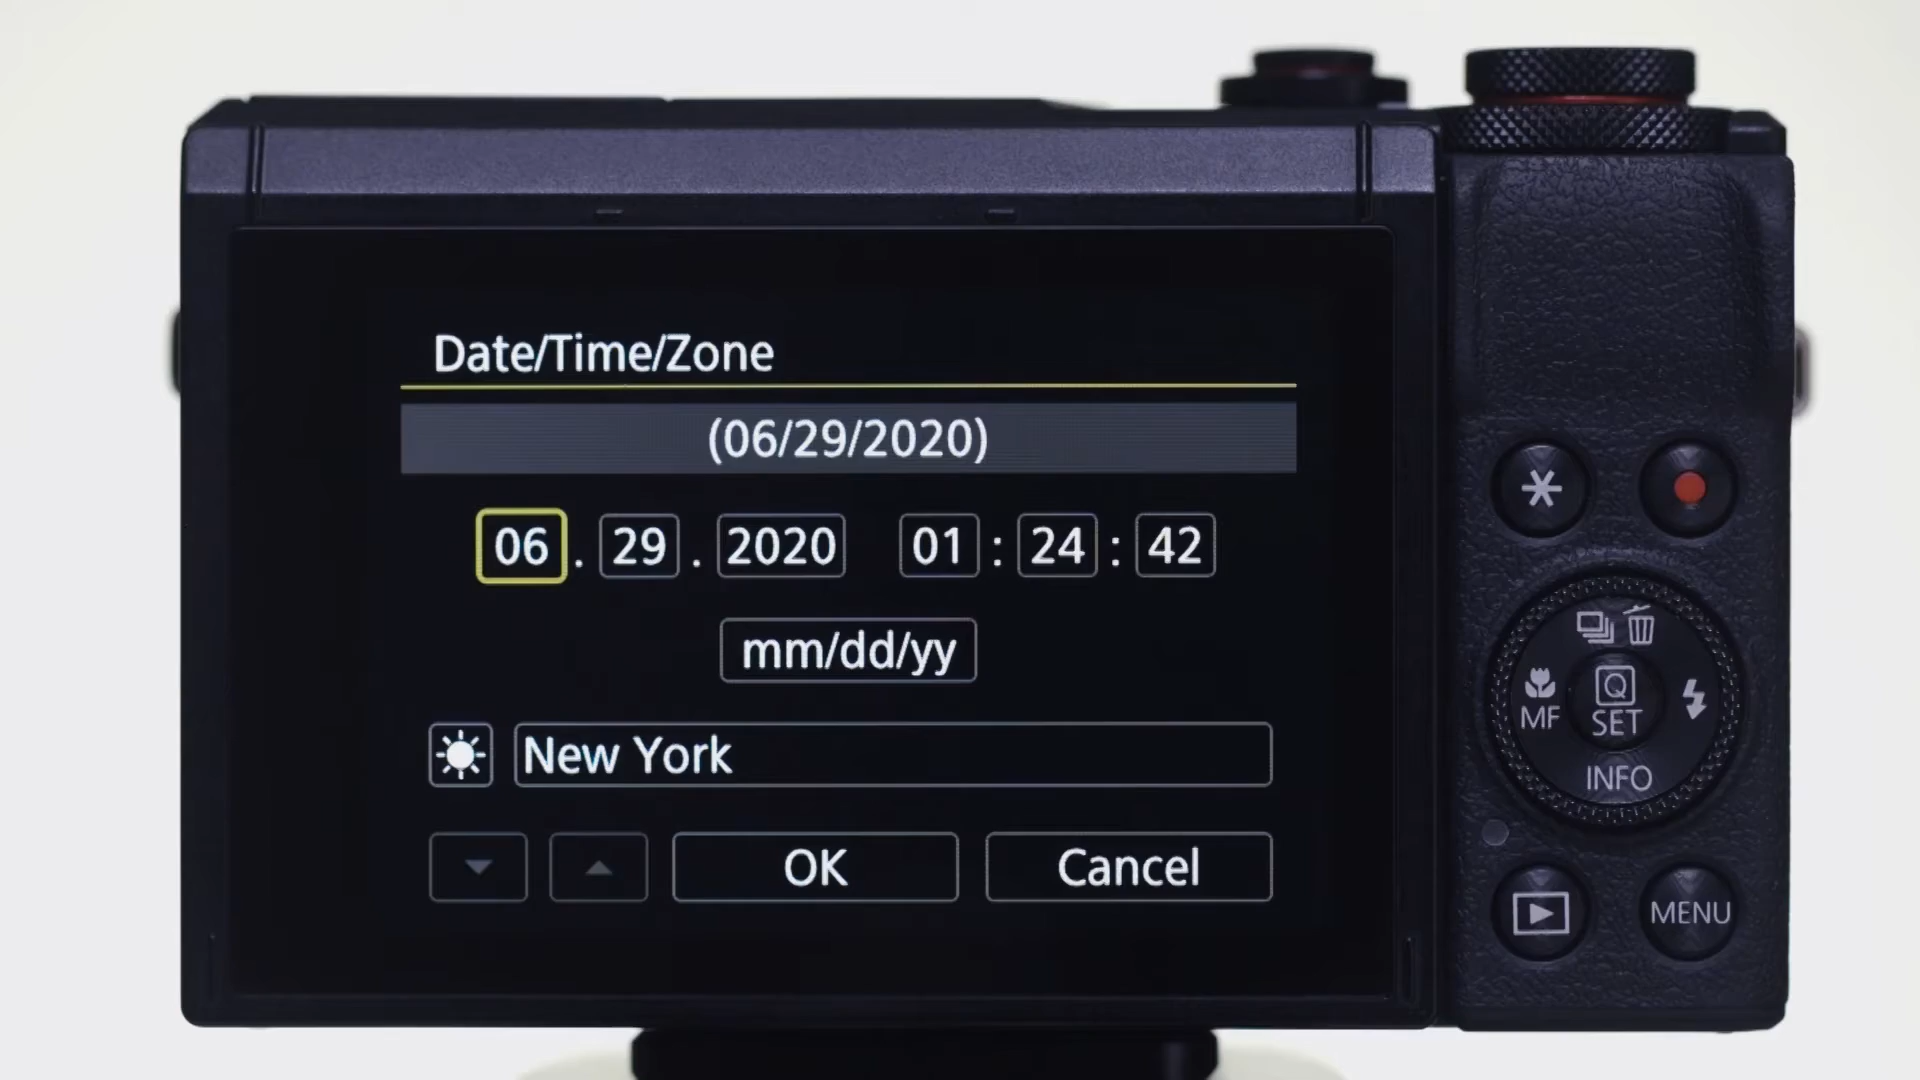 Date/Time/Zone
(06/29/2020)
06 . 29 . 2020 01 : 24 : 42
mm/dd/yy
New York
OK Cancel
MF
Q
SET
INFO
MENU